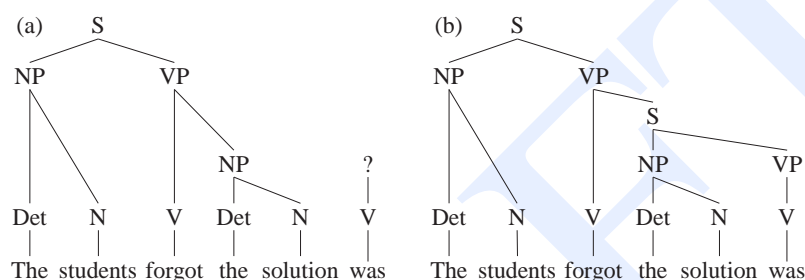 (a) S (b) S
NP VP NP VP
S
NP ? NP VP
Det N V Det N V Det N V Det N V
The students forgot the solution was The students forgot the solution was